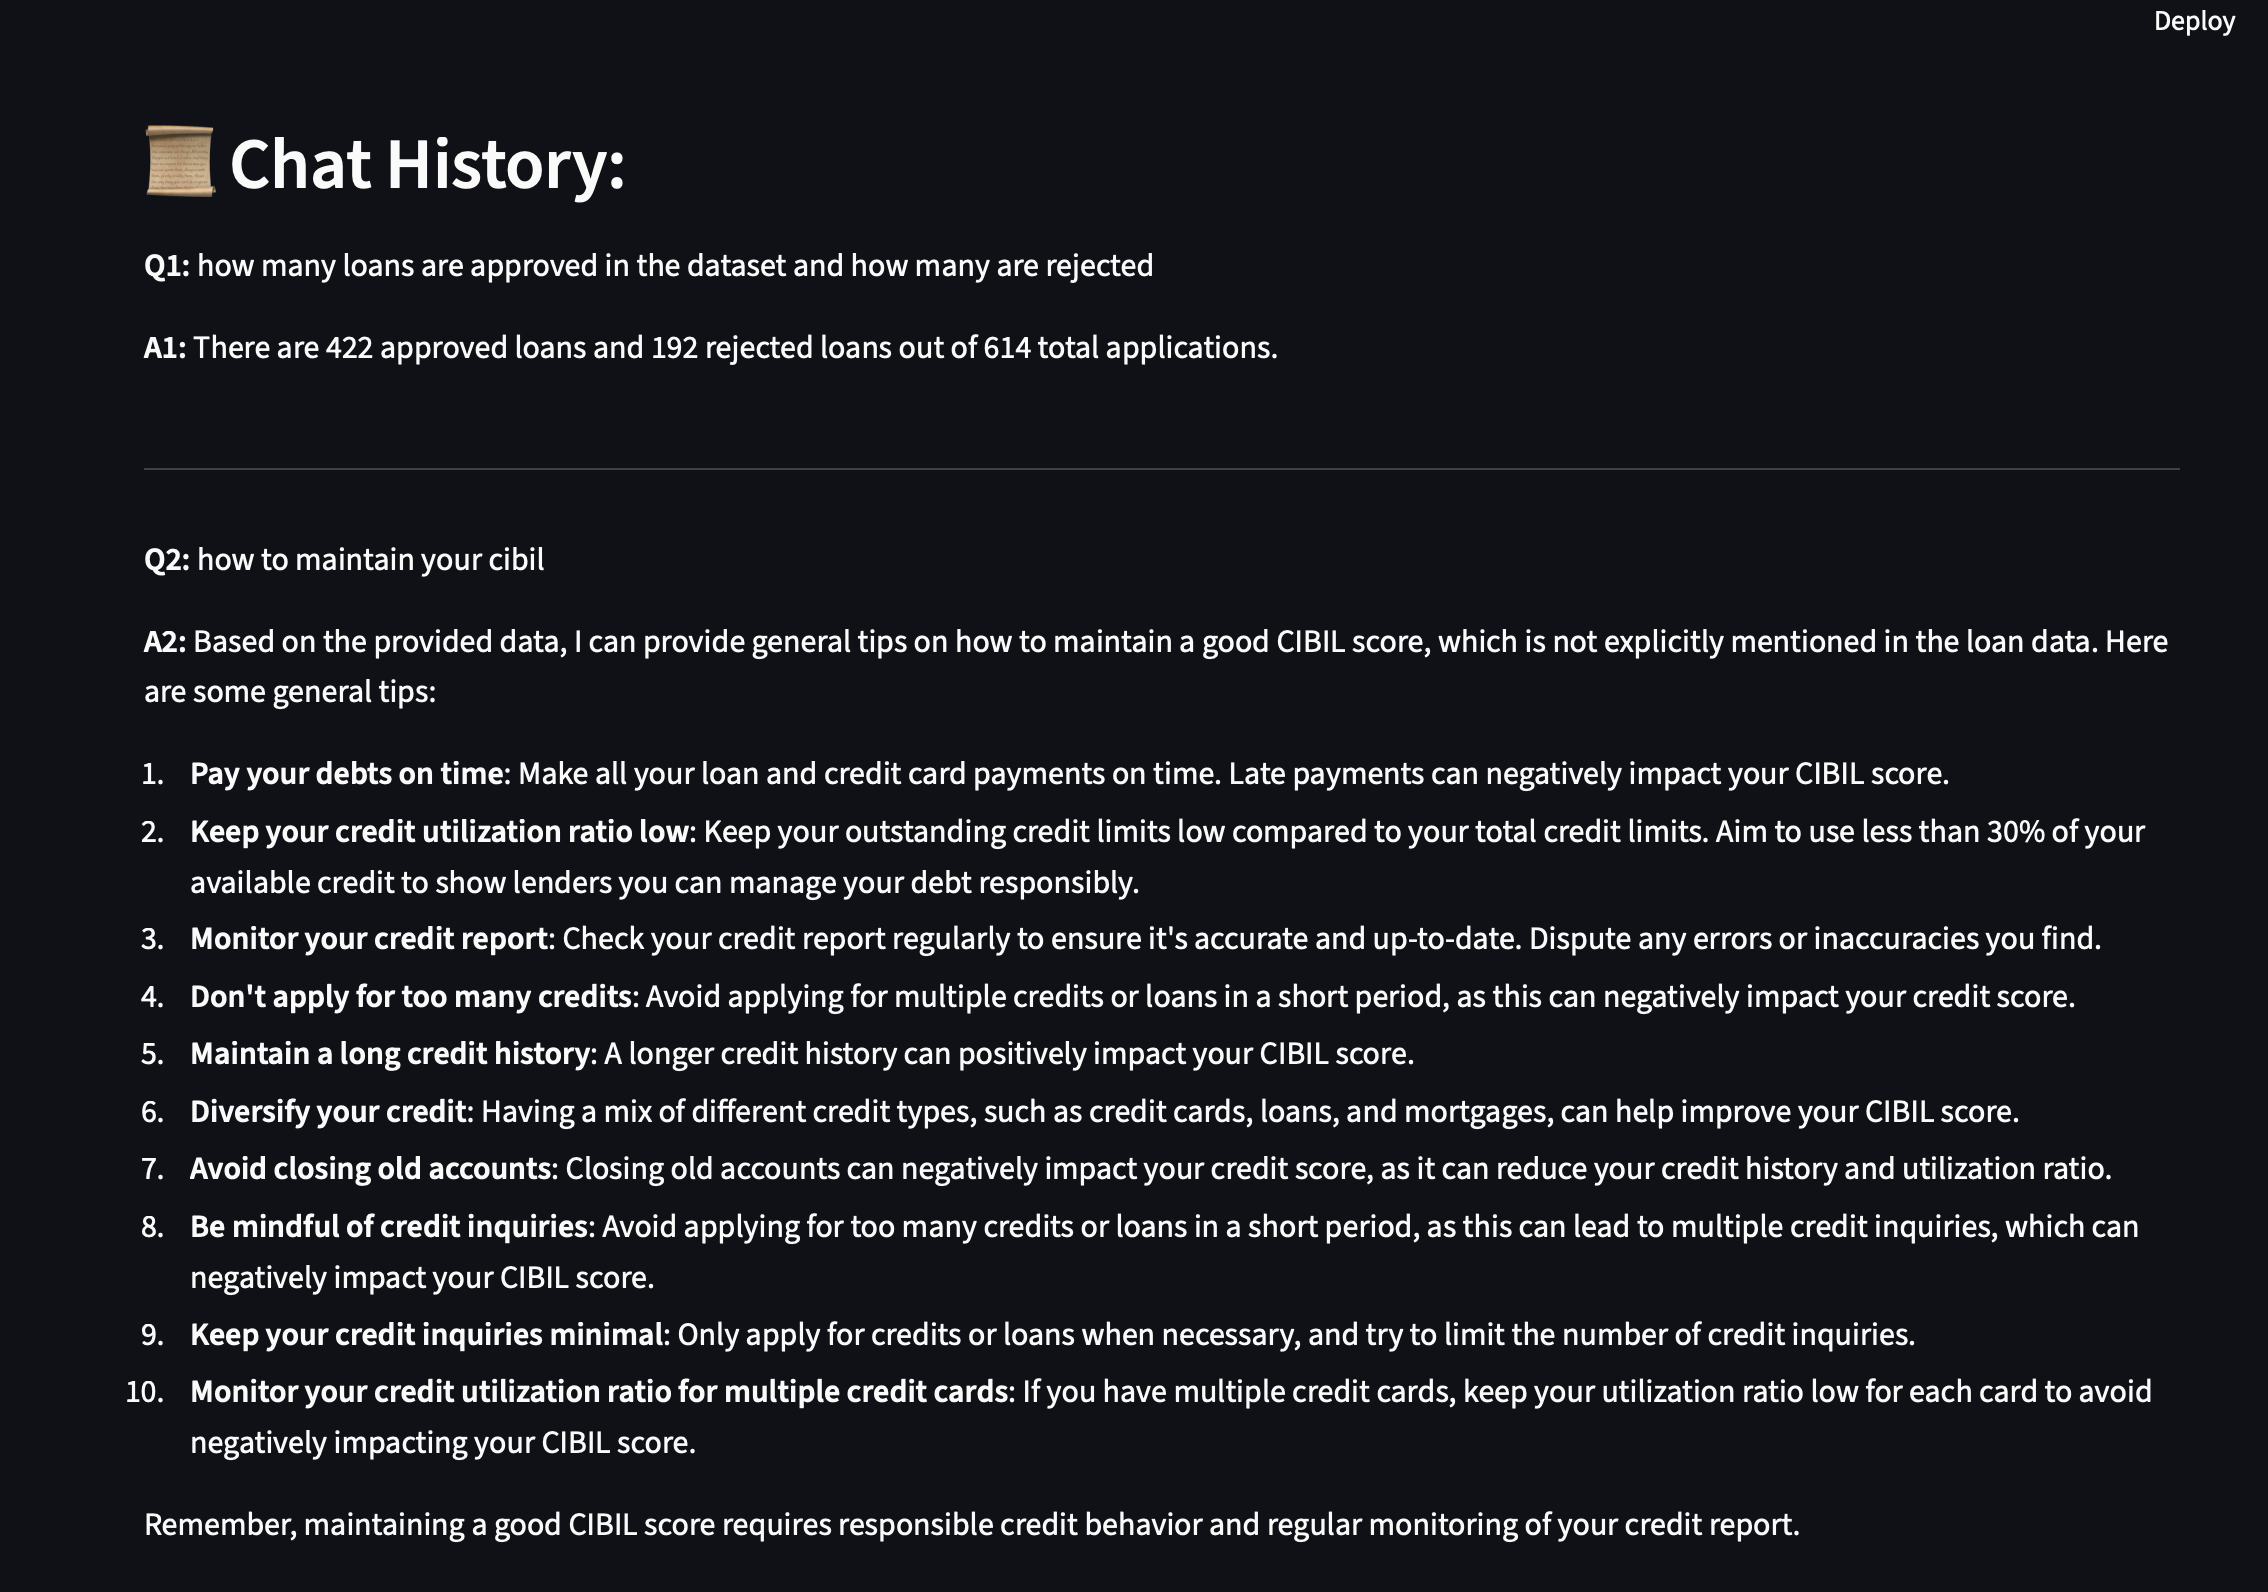 Deploy
Chat History:
Q1: how many loans are approved in the dataset and how many are rejected
A1: There are 422 approved loans and 192 rejected loans out of 614 total applications.
Q2: how to maintain your cibil
A2: Based on the provided data, I can provide general tips on how to maintain a good CIBIL score, which is not explicitly mentioned in the loan data. Here
are some general tips:
1. Pay your debts on time: Make all your loan and credit card payments on time. Late payments can negatively impact your CIBIL score.
2. Keep your credit utilization ratio low: Keep your outstanding credit limits low compared to your total credit limits. Aim to use less than 30% of your
available credit to show lenders you can manage your debt responsibly.
3. Monitor your credit report: Check your credit report regularly to ensure it's accurate and up-to-date. Dispute any errors or inaccuracies you find.
4. Don't apply for too many credits: Avoid applying for multiple credits or loans in a short period, as this can negatively impact your credit score.
5. Maintain a long credit history: A longer credit history can positively impact your CIBIL score.
6. Diversify your credit: Having a mix of different credit types, such as credit cards, loans, and mortgages, can help improve your CIBIL score.
7. Avoid closing old accounts: Closing old accounts can negatively impact your credit score, as it can reduce your credit history and utilization ratio.
8. Be mindful of credit inquiries: Avoid applying for too many credits or loans in a short period, as this can lead to multiple credit inquiries, which can
negatively impact your CIBIL score.
9. Keep your credit inquiries minimal: Only apply for credits or loans when necessary, and try to limit the number of credit inquiries.
10. Monitor your credit utilization ratio for multiple credit cards: If you have multiple credit cards, keep your utilization ratio low for each card to avoid
negatively impacting your CIBIL score.
Remember, maintaining a good CIBIL score requires responsible credit behavior and regular monitoring of your credit report.